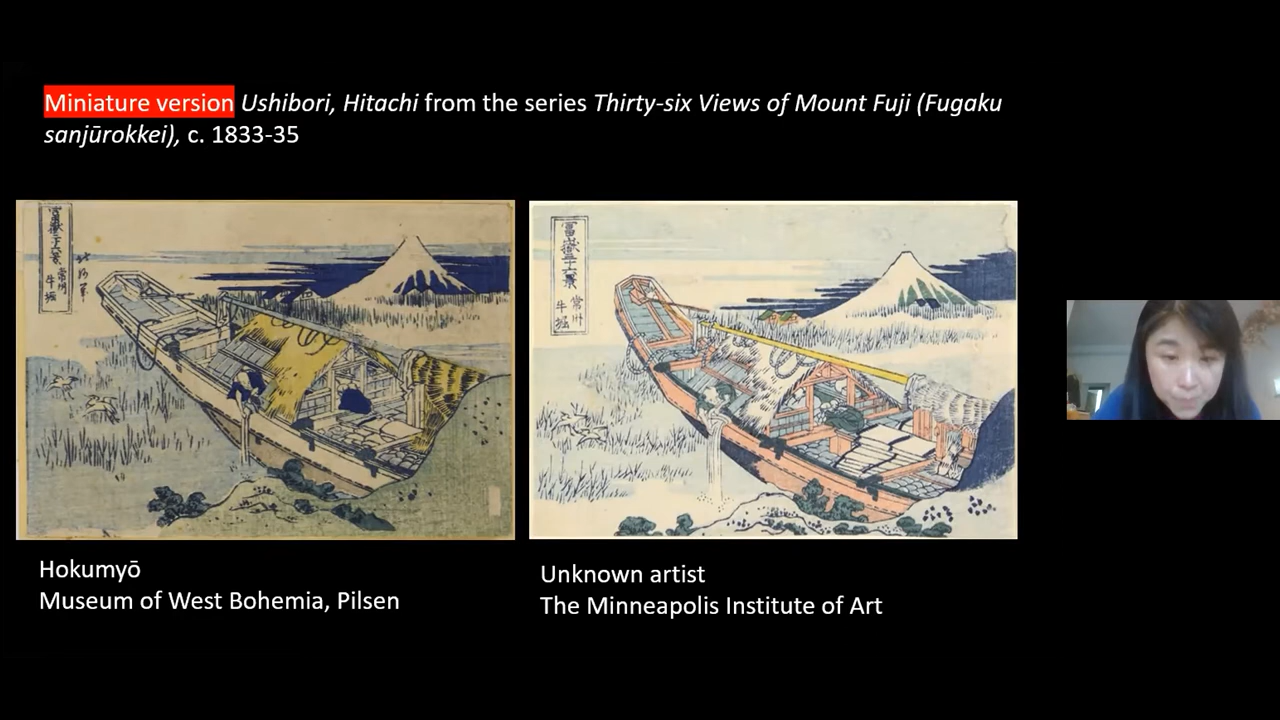 Miniature version Ushibori, Hitachi from the series Thirty-six Views of Mount Fuji (Fugaku
sanjūrokkei), c. 1833-35
冨嶽三十六景
常州
牛堀
冨嶽三十六景
常州
牛堀
Hokumyō
Museum of West Bohemia, Pilsen
Unknown artist
The Minneapolis Institute of Art